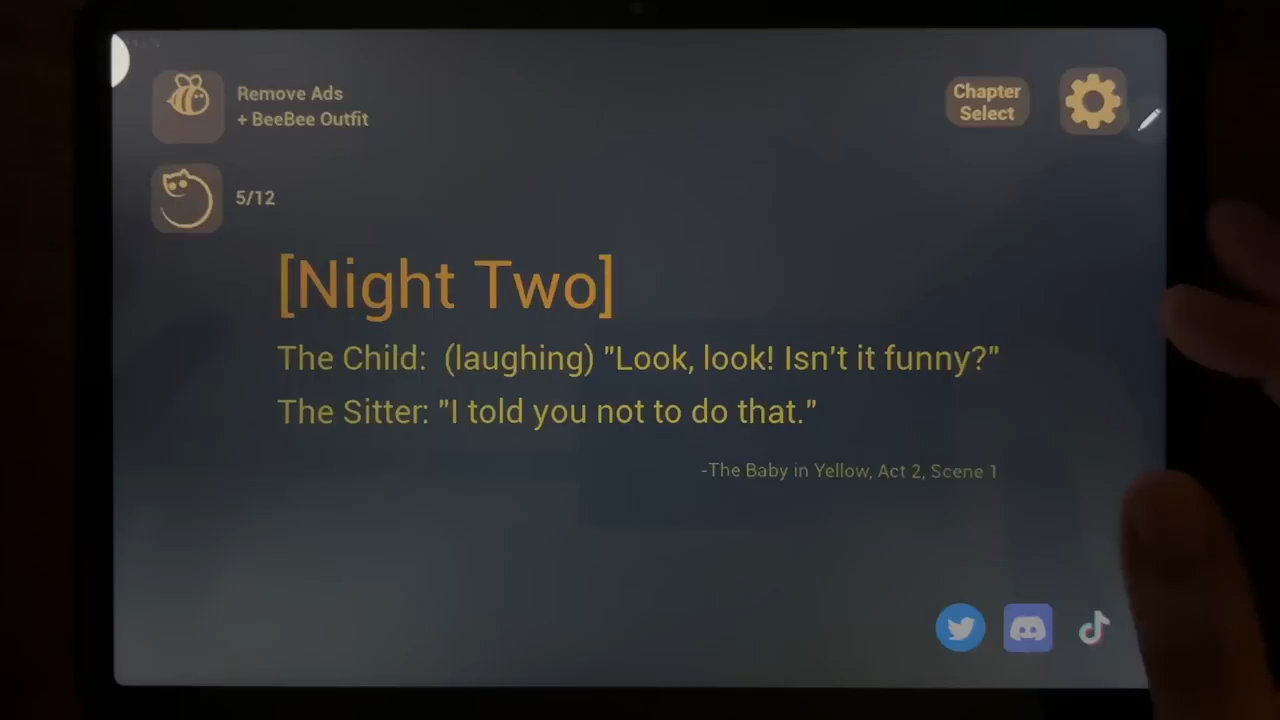 Remove Ads
+ BeeBee Outfit
Chapter
Select
5/12
[Night Two]
The Child:  (laughing) "Look, look! Isn't it funny?"
The Sitter: "I told you not to do that."
-The Baby in Yellow, Act 2, Scene 1